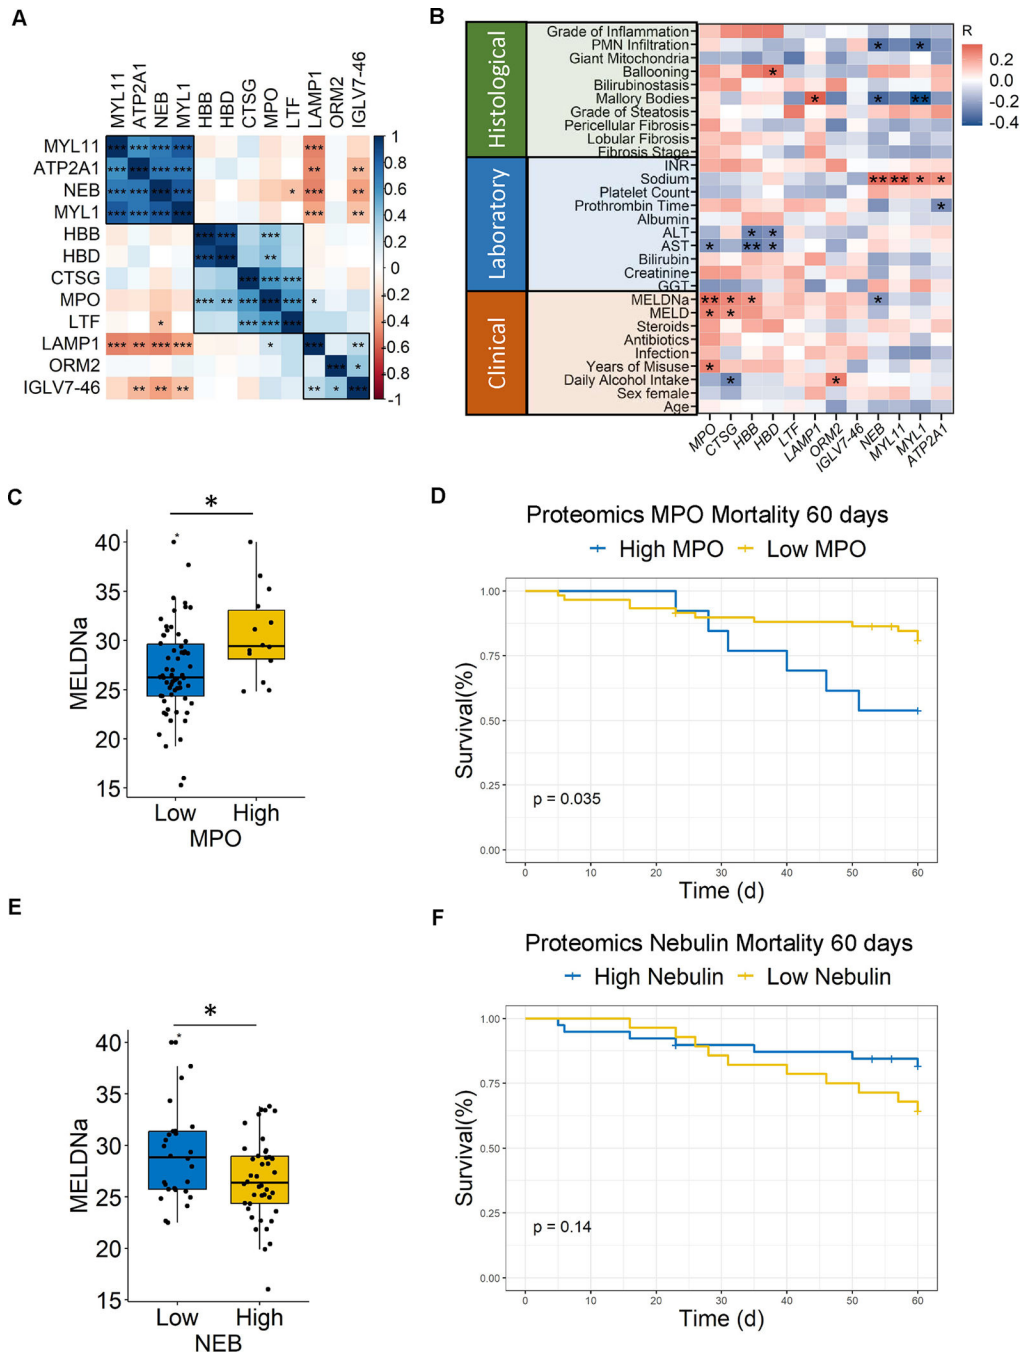 A
MYL11
ATP2A1
NEB
MYL1
HBB
HBD
CTSG
MPO
LTF
LAMP1
ORM2
IGLV7-46
MYL11
ATP2A1
NEB
MYL1
HBB
HBD
CTSG
MPO
LTF
LAMP1
ORM2
IGLV7-46
1
0.8
0.6
0.4
0.2
0
-0.2
-0.4
-0.6
-0.8
-1
B
Histological
Laboratory
Clinical
Grade of Inflammation
PMN Infiltration
Giant Mitochondria
Ballooning
Bilirubinostasis
Mallory Bodies
Grade of Steatosis
Pericellular Fibrosis
Lobular Fibrosis
Fibrosis Stage
INR
Sodium
Platelet Count
Prothrombin Time
Albumin
ALT
AST
Bilirubin
Creatinine
GGT
MELDNa
MELD
Steroids
Antibiotics
Infection
Years of Misuse
Daily Alcohol Intake
Sex female
Age
MPO
CTSG
HBB
HBD
LTF
LAMP1
ORM2
IGLV7-46
NEB
MYL11
MYL1
ATP2A1
R
0.2
0.0
-0.2
-0.4
C
*
MELDNa
40
35
30
25
20
15
Low High
MPO
D
Proteomics MPO Mortality 60 days
High MPO Low MPO
Survival(%)
1.00
0.75
0.50
0.25
0.00
p = 0.035
0 10 20 30 40 50 60
Time (d)
E
*
MELDNa
40
35
30
25
20
15
Low High
NEB
F
Proteomics Nebulin Mortality 60 days
High Nebulin Low Nebulin
Survival(%)
1.00
0.75
0.50
0.25
0.00
p = 0.14
0 10 20 30 40 50 60
Time (d)